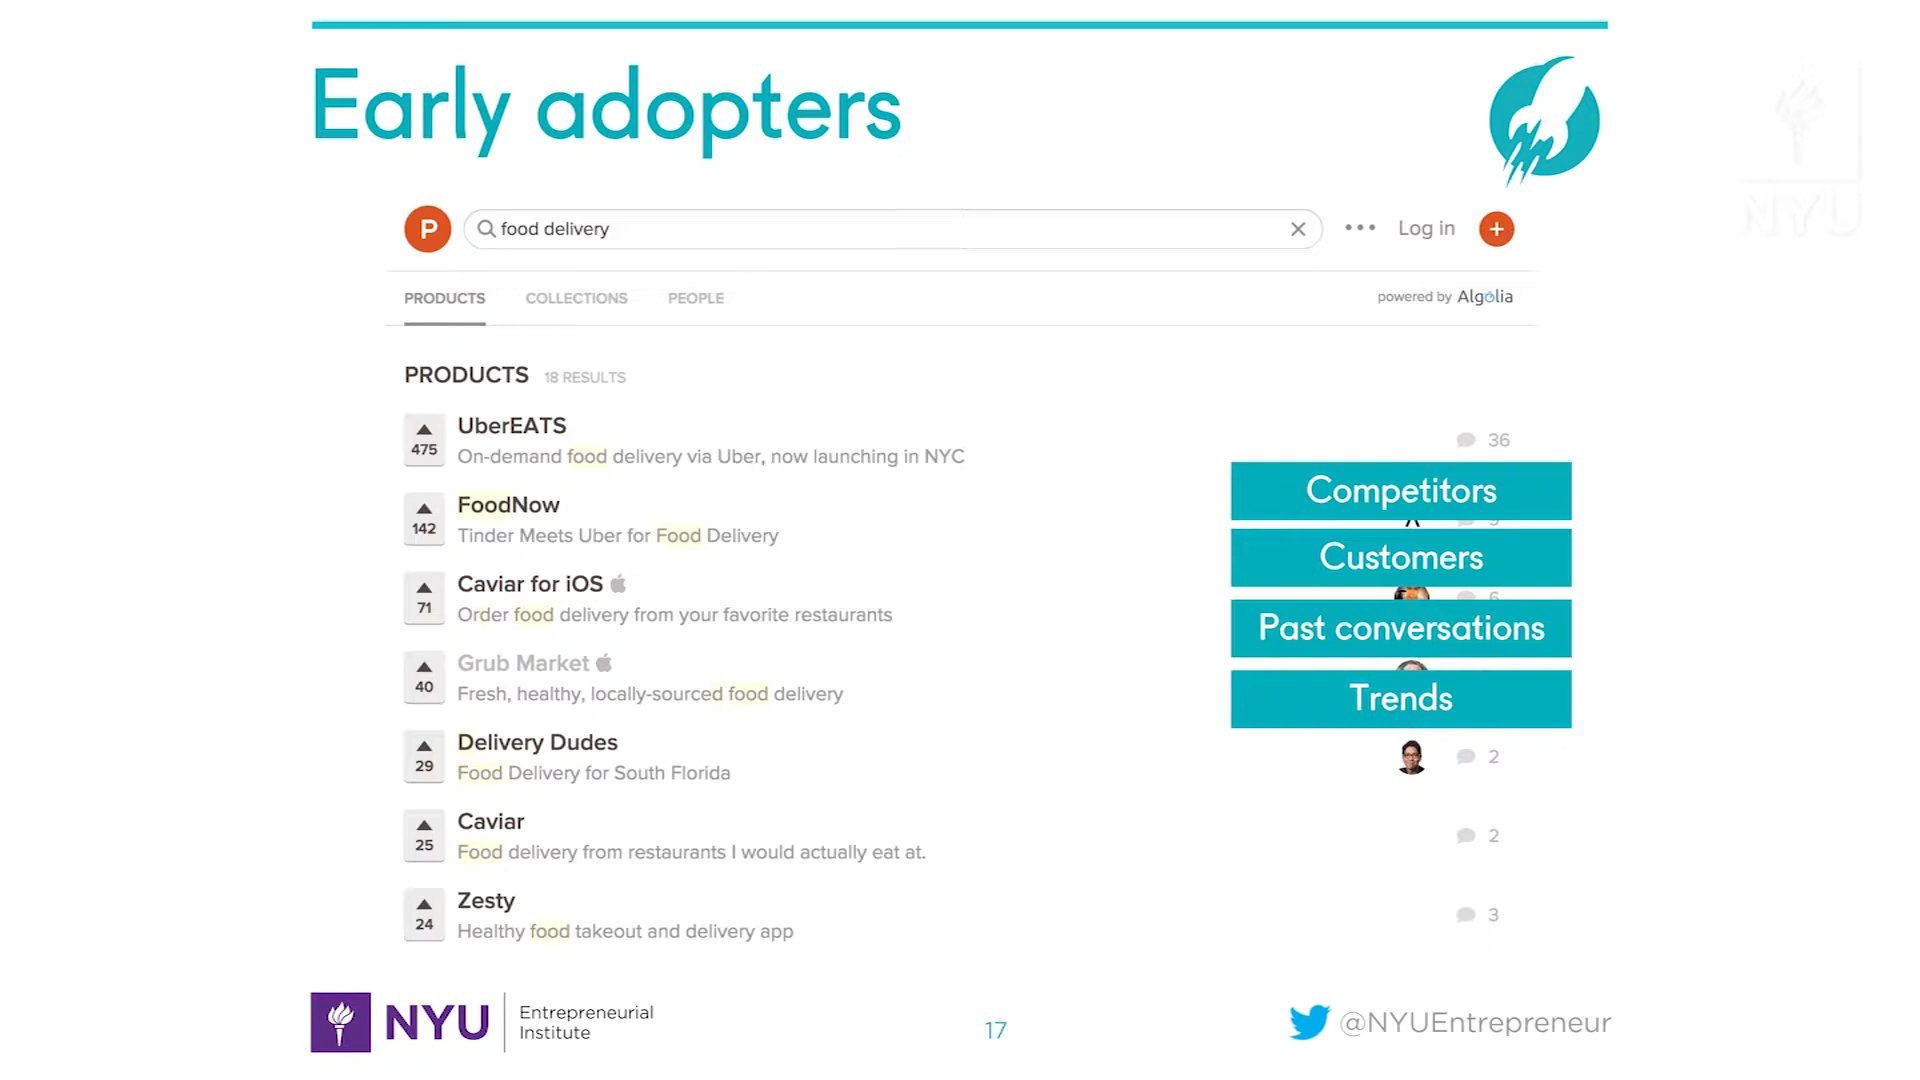 Early adopters
NYU
P
food delivery
Log in
+
PRODUCTS
COLLECTIONS
PEOPLE
powered by Algolia
PRODUCTS 18 RESULTS
475
UberEATS
On-demand food delivery via Uber, now launching in NYC
36
Competitors
142
FoodNow
Tinder Meets Uber for Food Delivery
Customers
71
Caviar for iOS
Order food delivery from your favorite restaurants
6
Past conversations
40
Grub Market
Fresh, healthy, locally-sourced food delivery
Trends
29
Delivery Dudes
Food Delivery for South Florida
2
25
Caviar
Food delivery from restaurants I would actually eat at.
2
24
Zesty
Healthy food takeout and delivery app
3
NYU
Entrepreneurial
Institute
17
@NYUEntrepreneur